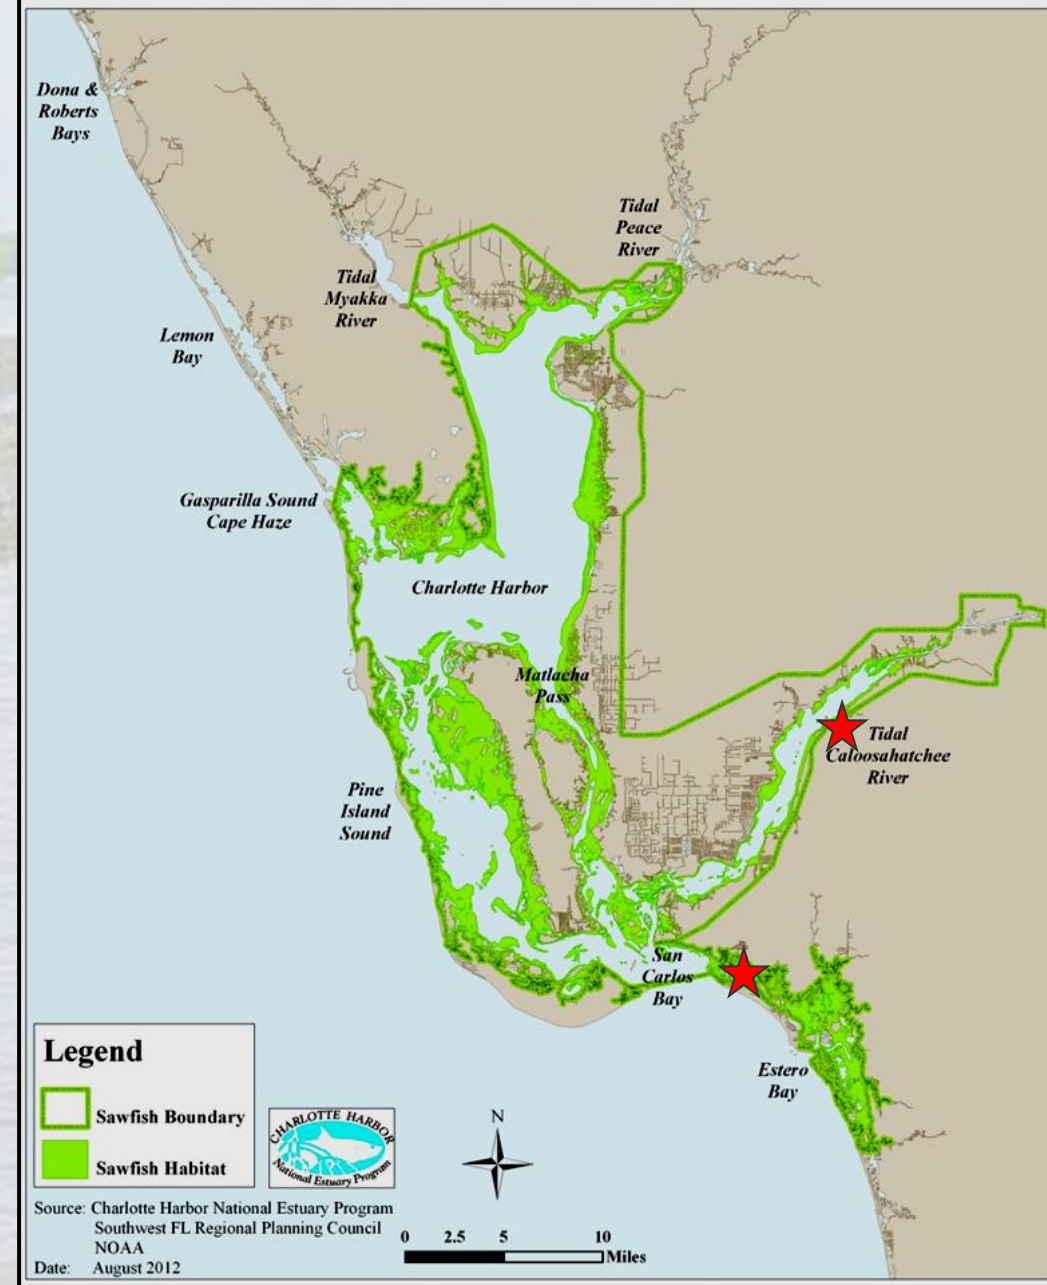 Dona &
Roberts
Bays
Tidal
Peace
River
Tidal
Myakka
River
Lemon
Bay
Gasparilla Sound
Cape Haze
Charlotte Harbor
Matlacha
Pass
Tidal
Caloosahatchee
River
Pine
Island
Sound
San
Carlos
Bay
Estero
Bay
Legend
Sawfish Boundary
Sawfish Habitat
CHARLOTTE HARBOR
National Estuary Program
N
Source: Charlotte Harbor National Estuary Program
Southwest FL Regional Planning Council
NOAA
Date: August 2012
0 2.5 5 10
Miles